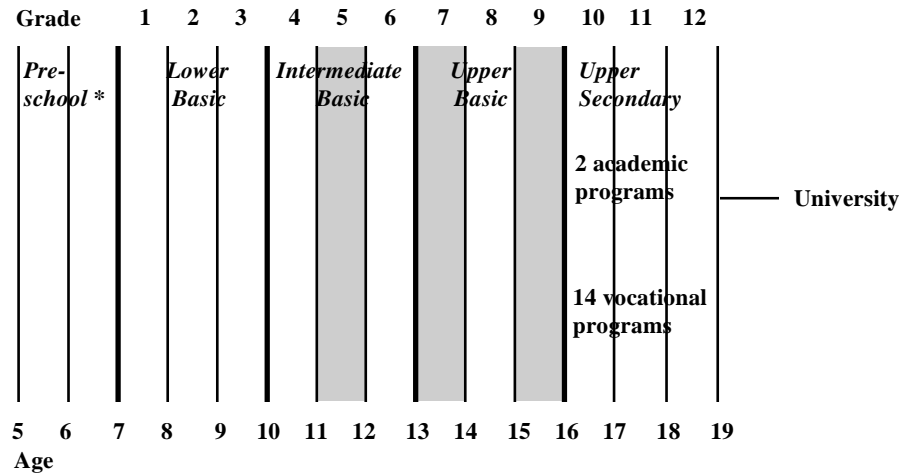 Grade 1 2 3 4 5 6 7 8 9 10 11 12
Pre- Lower Intermediate Upper Upper
school * Basic Basic Basic Secondary
2 academic
programs
University
14 vocational
programs
5 6 7 8 9 10 11 12 13 14 15 16 17 18 19
Age